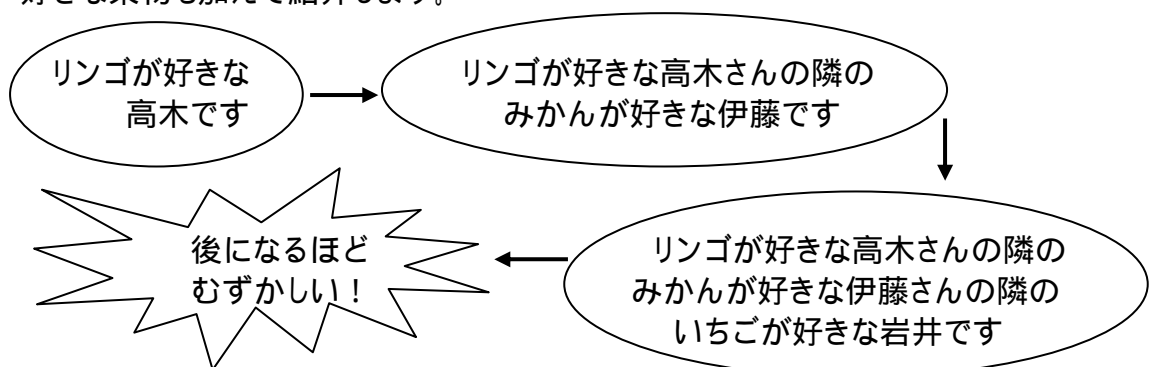 好きな果物も加えて紹介します。
リンゴが好きな
高木です
リンゴが好きな高木さんの隣の
みかんが好きな伊藤です
リンゴが好きな高木さんの隣の
みかんが好きな伊藤さんの隣の
いちごが好きな岩井です
後になるほど
むずかしい！